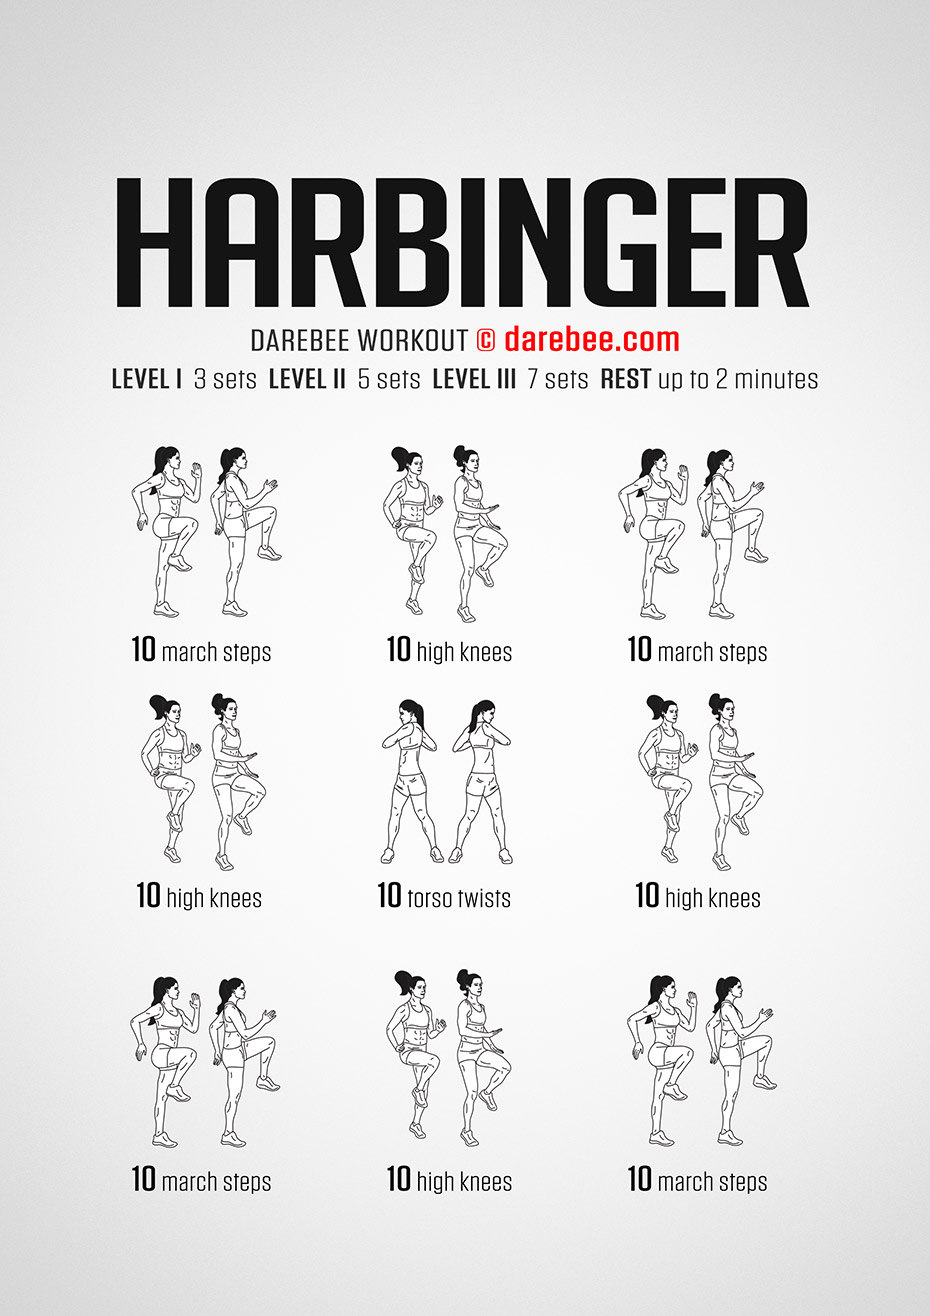 HARBINGER
DAREBEE WORKOUT © darebee.com
LEVEL I 3 sets LEVEL II 5 sets LEVEL III 7 sets REST up to 2 minutes
10 march steps 10 high knees 10 march steps
10 high knees 10 torso twists 10 high knees
10 march steps 10 high knees 10 march steps